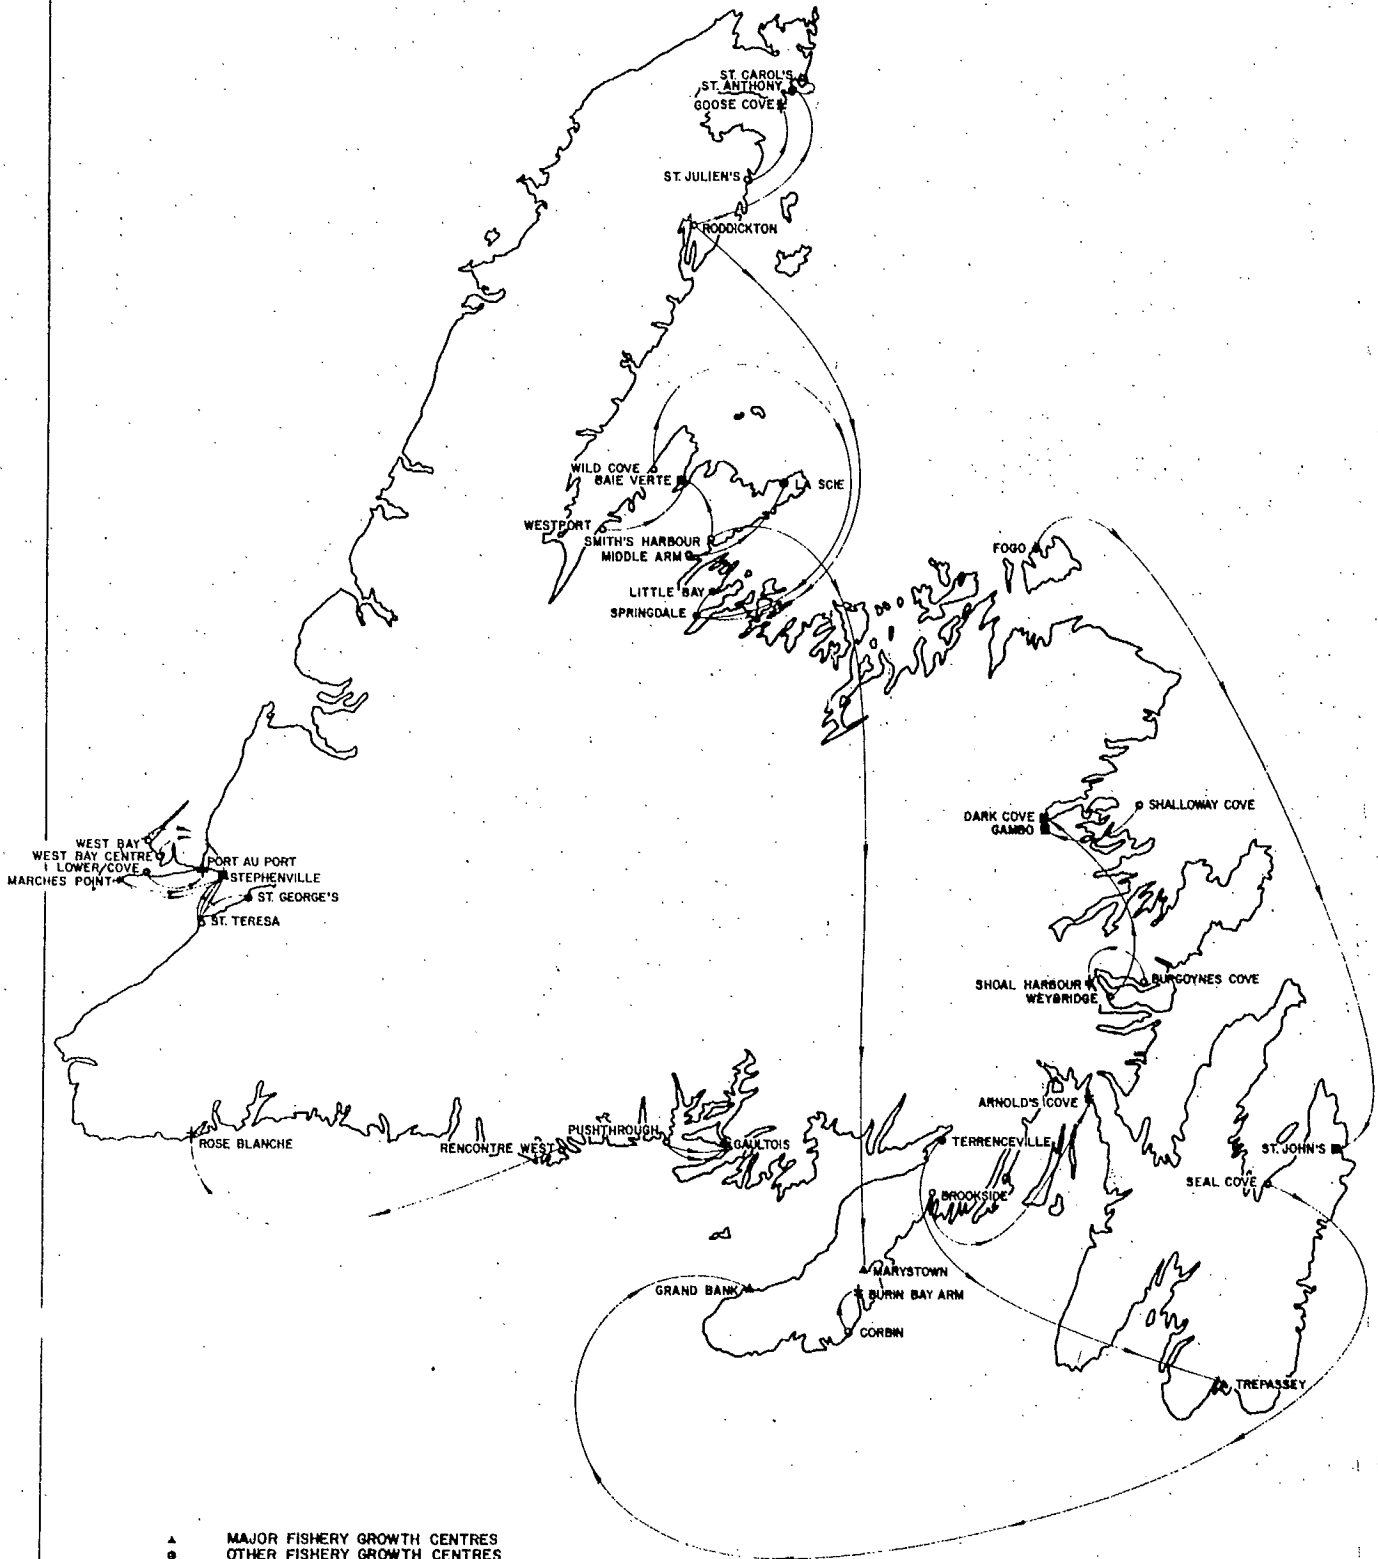 ST. CAROL'S
ST. ANTHONY
GOOSE COVE
ST. JULIEN'S
RODDICKTON
WILD COVE
BAIE VERTE
LA SCIE
WESTPORT
SMITH'S HARBOUR
MIDDLE ARM
FOGO
LITTLE BAY
SPRINGDALE
SHALLOWAY COVE
DARK COVE
GAMBO
WEST BAY
WEST BAY CENTRE
LOWER COVE
MARCHES POINT
PORT AU PORT
STEPHENVILLE
ST. GEORGE'S
ST. TERESA
SHOAL HARBOUR
WEYBRIDGE
BURGOYNES COVE
ARNOLD'S COVE
ROSE BLANCHE
RENCONTRE WEST
PUSHTHROUGH
GAULTOIS
TERRENCEVILLE
ST. JOHN'S
SEAL COVE
BROOKSIDE
MARYSTOWN
GRAND BANK
BURIN BAY ARM
CORBIN
TREPASSEY
MAJOR FISHERY GROWTH CENTRES
OTHER FISHERY GROWTH CENTRES